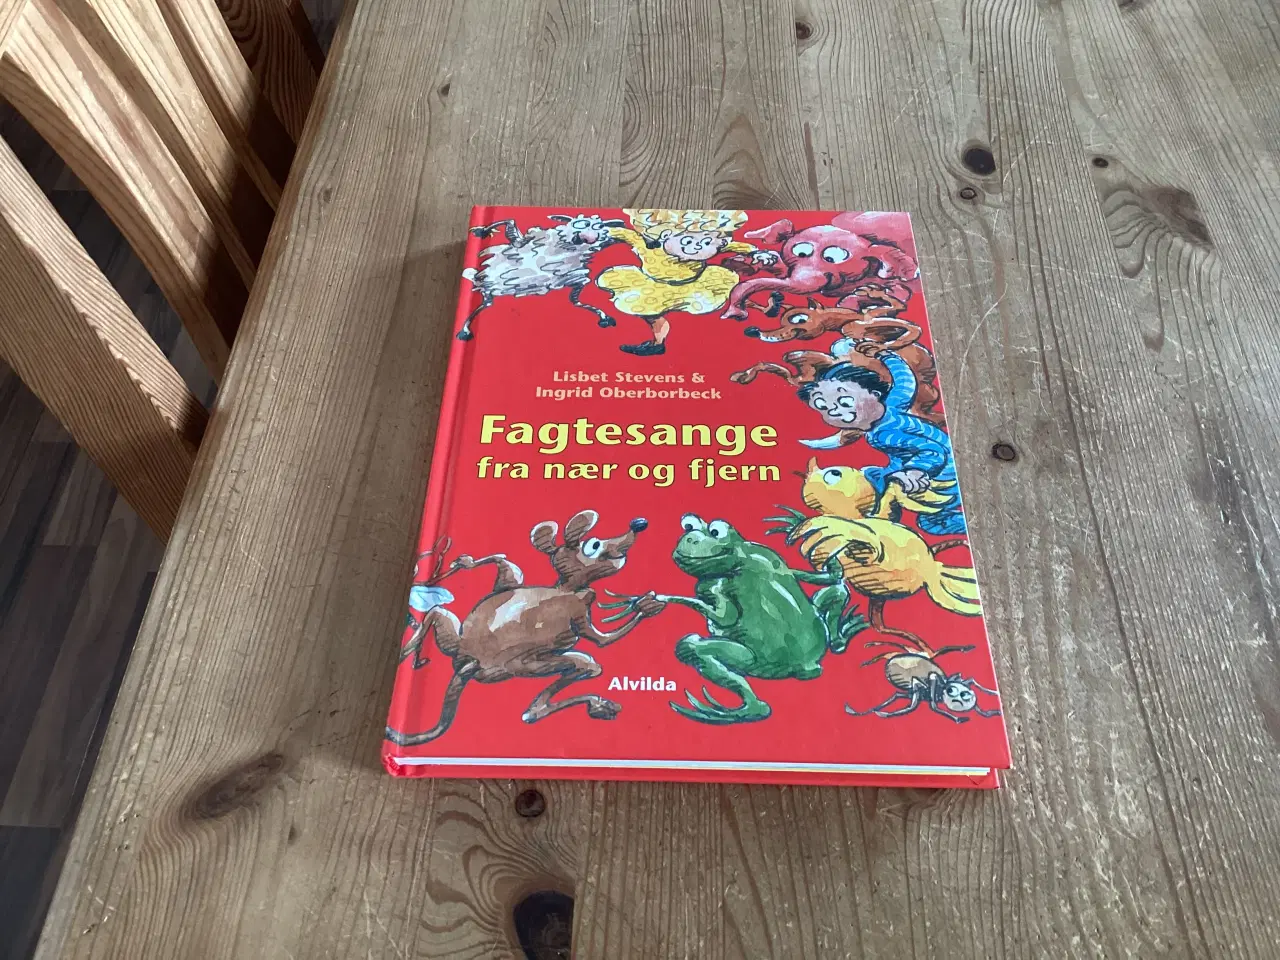 Lisbet Stevens &
Ingrid Oberborbeck
Fagtesange
fra nær og fjern
Alvilda